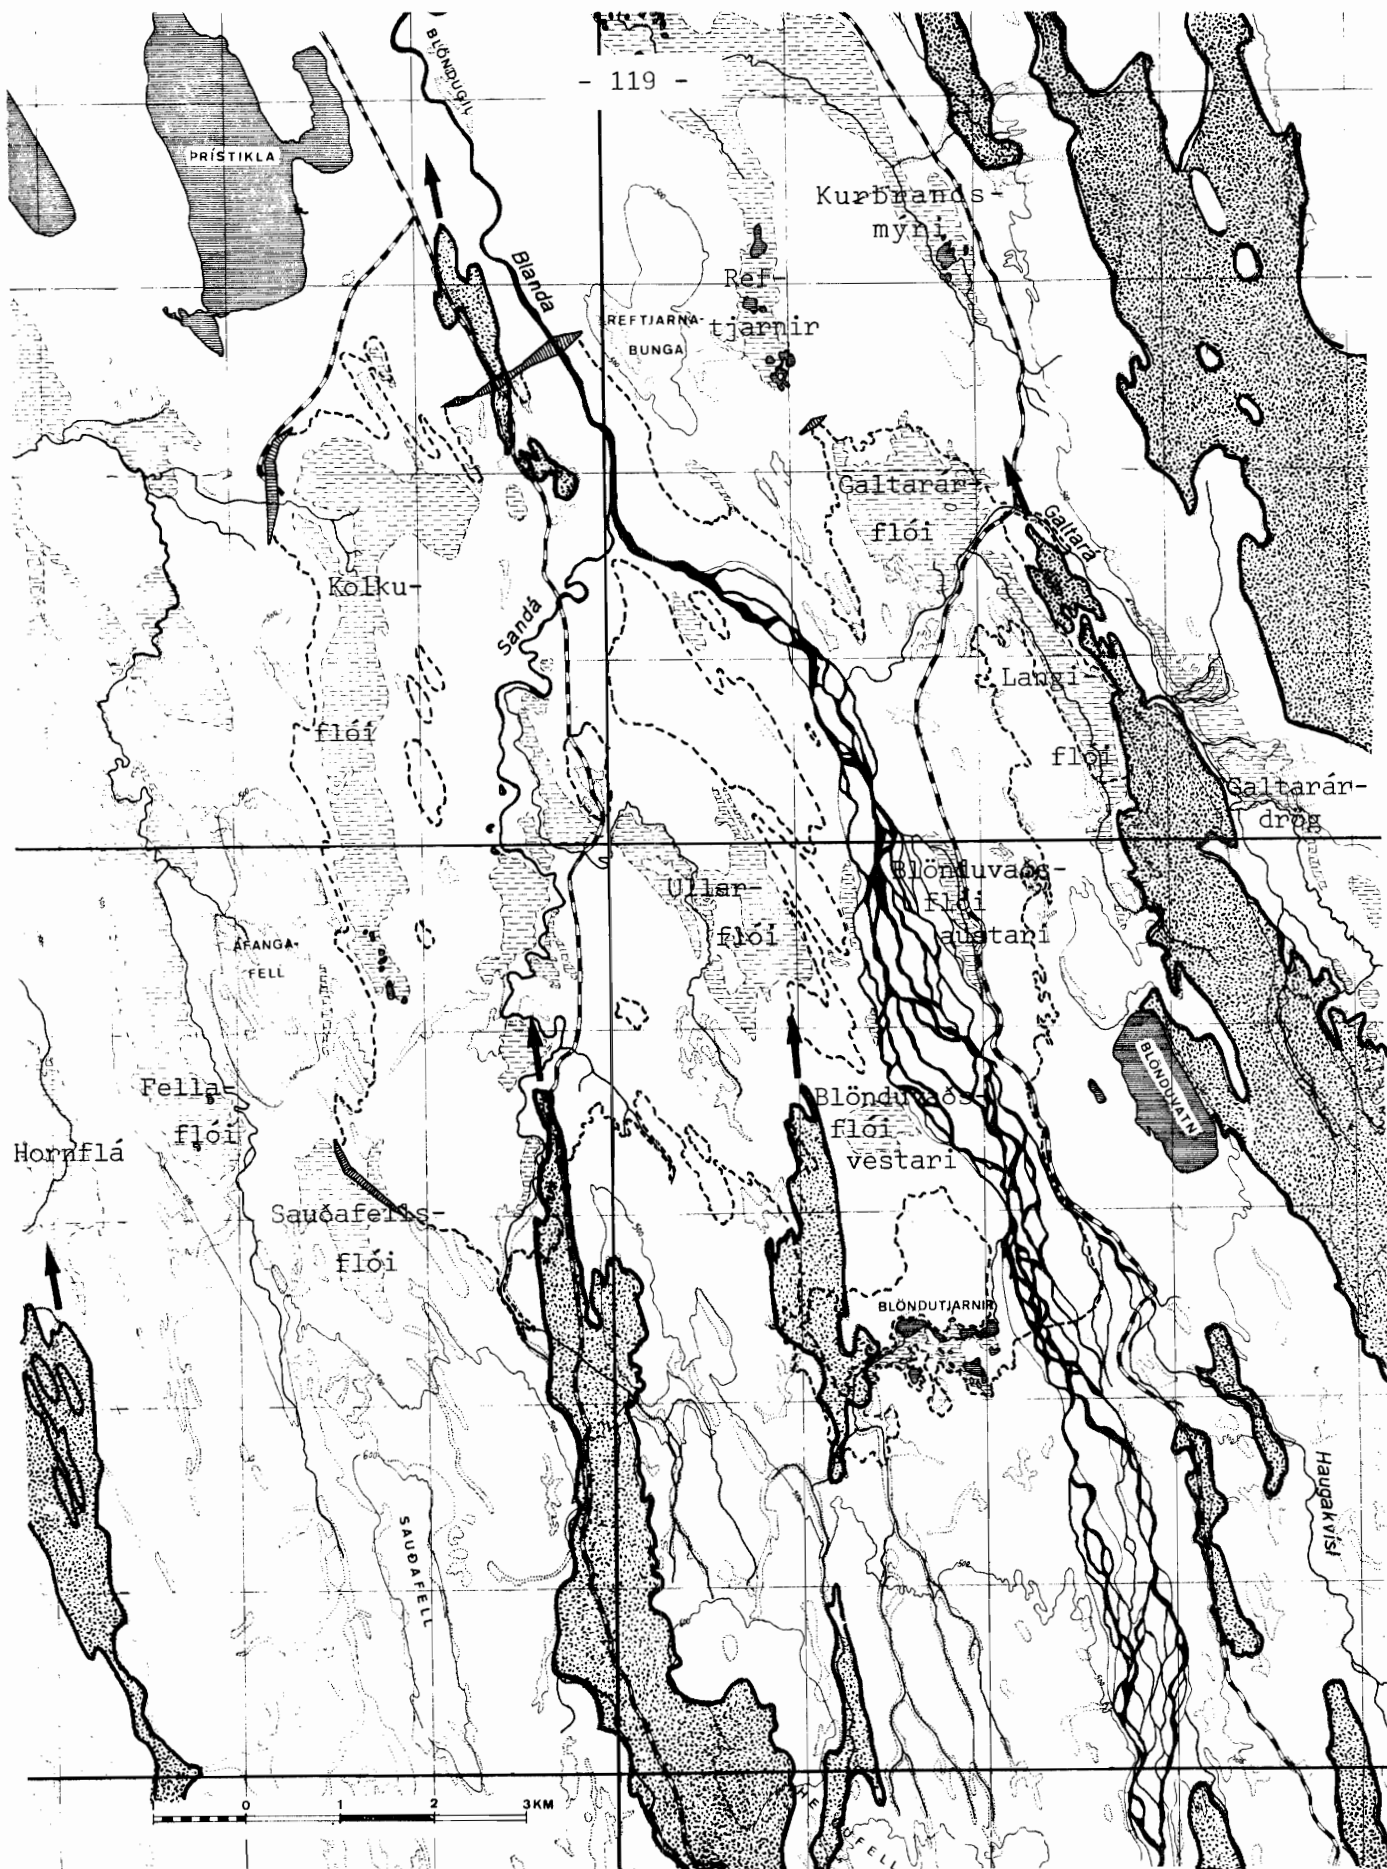 BLÖNDUGIL
- 119 -
ÞRÍSTIKLA
Kurbrands-
mýri
Blanda
Ref-
tjarnir
REFTJARNA-
BUNGA
Galtarár-
flói
Galtará
Kolku-
flói
Sandá
Langi-
flói
Galtarár-
drög
Ullar-
flói
Blönduvaðs-
flói
austari
ÁFANGA-
FELL
BLÖNDUVATN
Fella-
flói
Hornflá
Blönduvaðs-
flói
vestari
Sauðafells-
flói
BLÖNDUTJARNIR
Haugakvísl
600
SAUÐAFELL
500
0 1 2 3KM